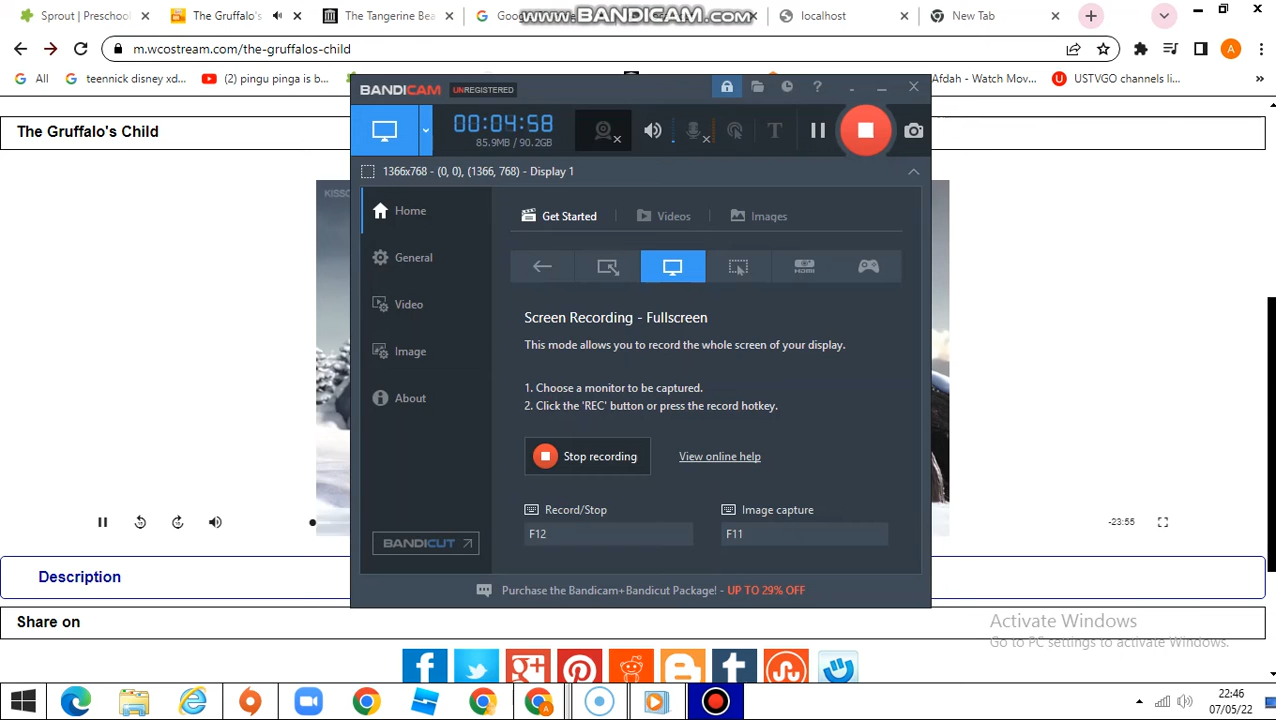 Sprout | Preschool
The Gruffalo's
The Tangerine Bea
Goo
WWW.BANDICAM.COM
localhost
New Tab
m.wcostream.com/the-gruffalos-child
All
teennick disney xd...
(2) pingu pinga is b...
Afdah - Watch Mov...
USTVGO channels li...
»
The Gruffalo's Child
BANDICAM UNREGISTERED
00:04:58
85.9MB / 90.2GB
1366x768 - (0, 0), (1366, 768) - Display 1
Home
General
Video
Image
About
BANDICUT
Get Started
Videos
Images
HDMI
Screen Recording - Fullscreen
This mode allows you to record the whole screen of your display.
1. Choose a monitor to be captured.
2. Click the 'REC' button or press the record hotkey.
Stop recording
View online help
Record/Stop
Image capture
F12
F11
Purchase the Bandicam+Bandicut Package! - UP TO 29% OFF
-23:55
Description
Share on
Activate Windows
Go to PC settings to activate Windows.
22:46
07/05/22